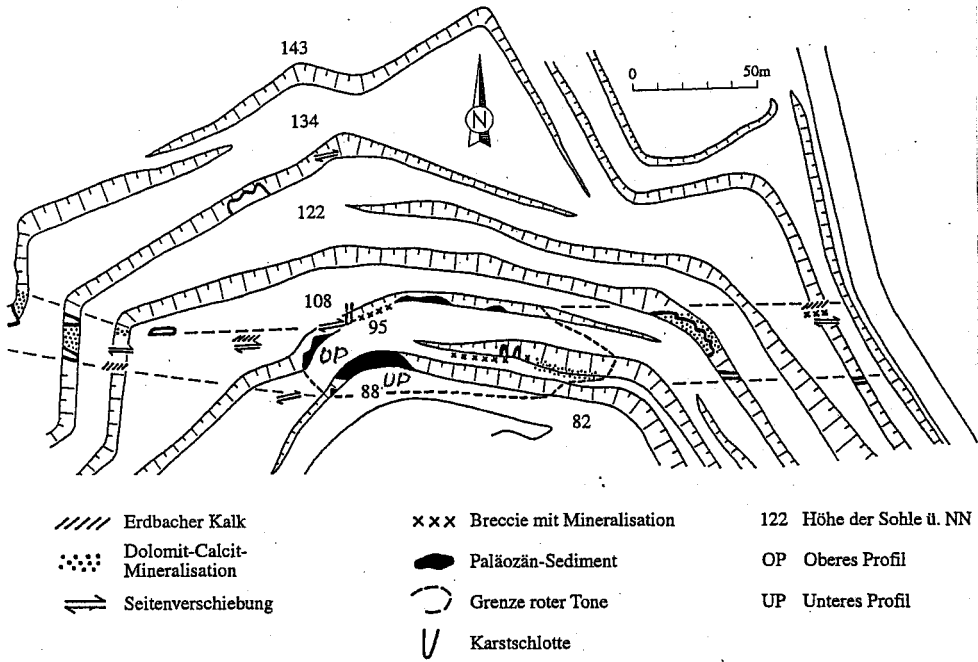 143
N
0 50m
134
122
108
95
OP
UP
88
82
Erdbacher Kalk
Dolomit-Calcit-
Mineralisation
Seitenverschiebung
Breccie mit Mineralisation
Paläozän-Sediment
Grenze roter Tone
Karstschlotte
122 Höhe der Sohle ü. NN
OP Oberes Profil
UP Unteres Profil